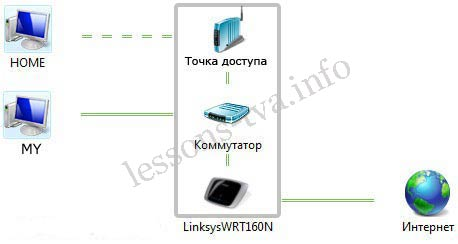 HOME
Точка доступа
MY
Коммутатор
LinksysWRT160N
Интернет
lessons-tva.info